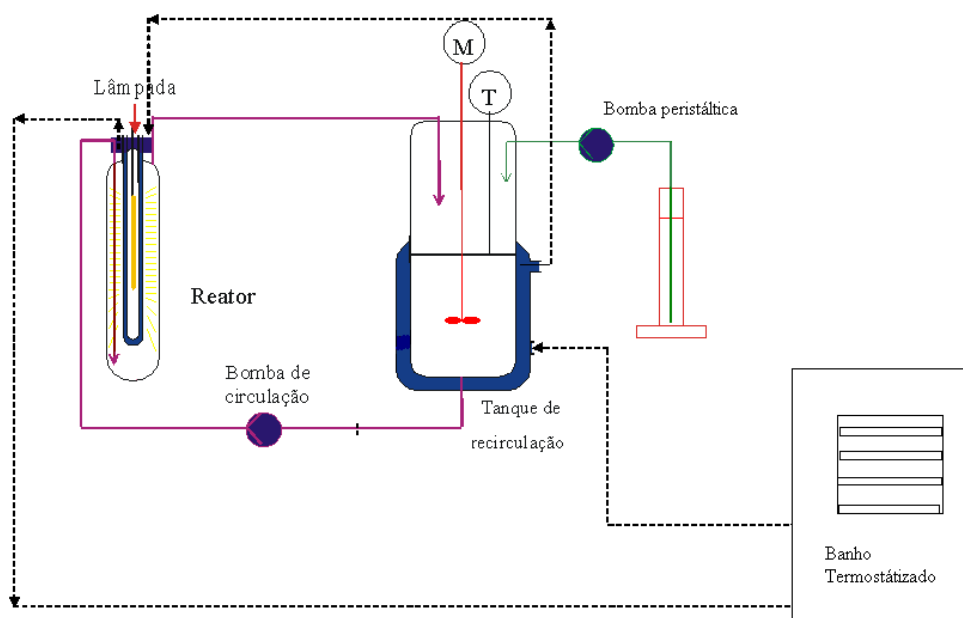 M
Lâmpada
T
Bomba peristáltica
Reator
Bomba de
circulação
Tanque de
recirculação
Banho
Termostátizado